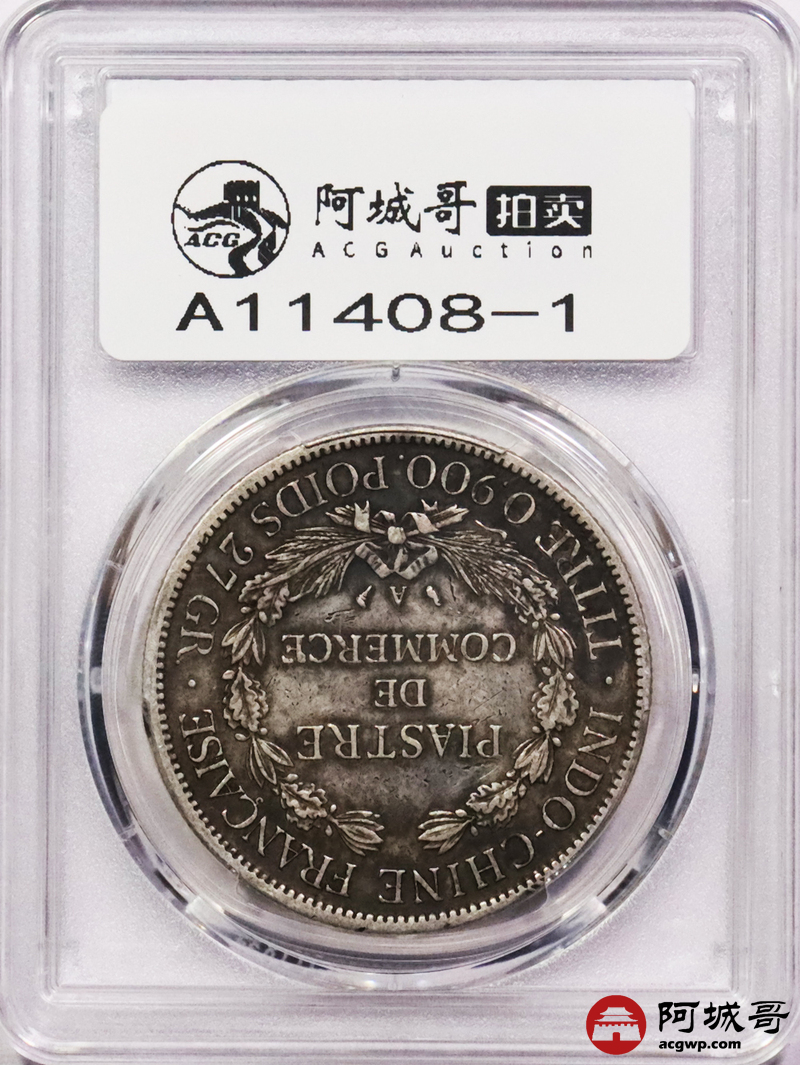 ACG
阿城哥 拍卖
ACGAuction
A11408-1
INDO-CHINE FRANÇAISE
TITRE 0,900. POIDS 27 GR.
PIASTRE
DE
COMMERCE
A
阿城哥
acgwp.com